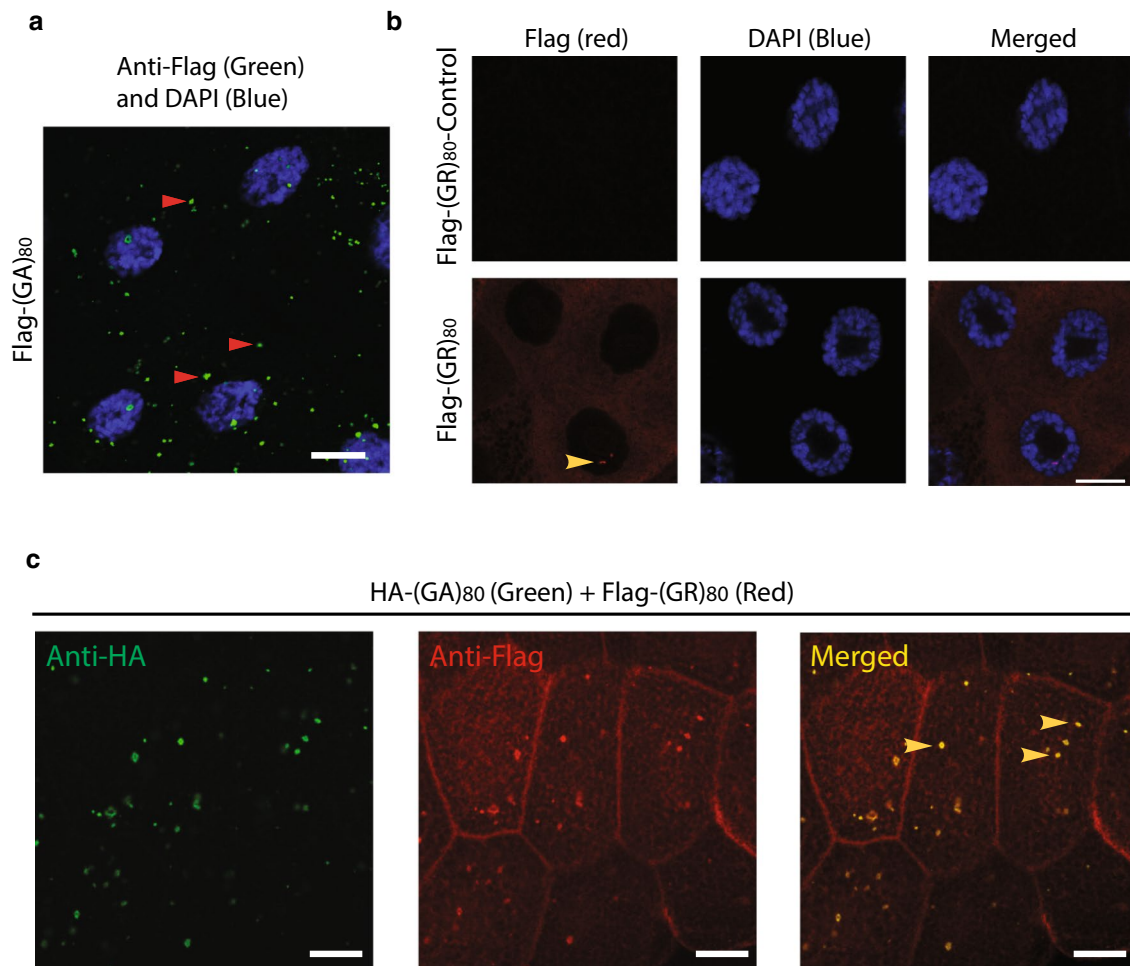 a
Anti-Flag (Green)
and DAPI (Blue)
Flag-(GA)80
b
Flag (red)
DAPI (Blue)
Merged
Flag-(GR)80-Control
Flag-(GR)80
c
HA-(GA)80 (Green) + Flag-(GR)80 (Red)
Anti-HA
Anti-Flag
Merged